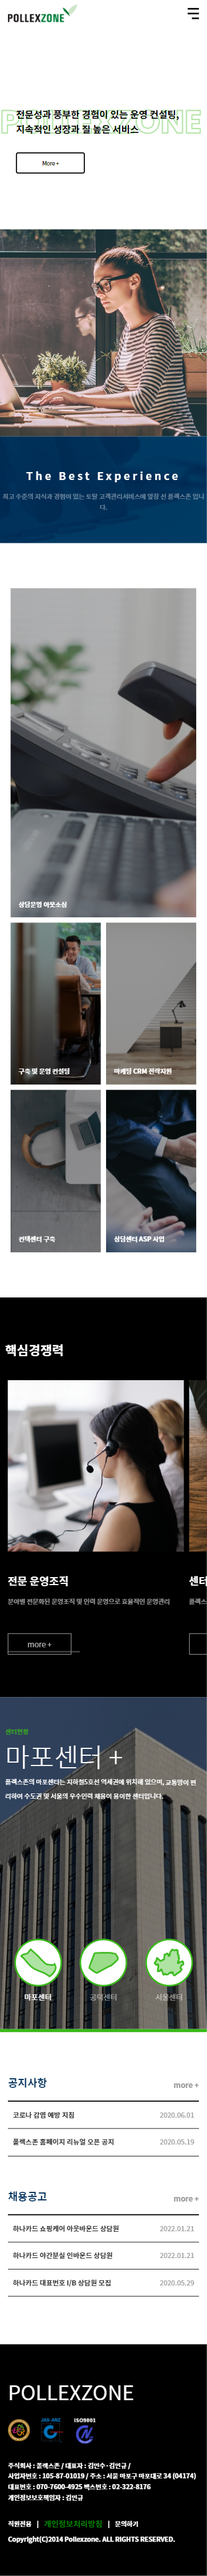 POLLEXZONE
POLLEXZONE
전문성과 풍부한 경험이 있는 운영 컨설팅,
지속적인 성장과 질 높은 서비스
More +
The Best Experience
최고 수준의 지식과 경험이 없는 토탈 고객관리서비스에 앞장 선 폴렉스존 입니
다.
상담운영 아웃소싱
구축 및 운영 컨설팅
마케팅 CRM 전략지원
컨택센터 구축
상담센터 ASP 사업
핵심경쟁력
전문 운영조직
센터
분야별 전문화된 운영조직 및 인력 운영으로 효율적인 운영관리
폴렉스
more +
센터현황
마포센터 +
폴렉스존의 마포센터는 지하철5호선 역세권에 위치해 있으며, 교통망이 편
리하여 수도권 및 서울의 우수인력 채용이 용이한 센터입니다.
마포센터
공덕센터
서울센터
공지사항
more +
코로나 감염 예방 지침
2020.06.01
폴렉스존 홈페이지 리뉴얼 오픈 공지
2020.05.19
채용공고
more +
하나카드 쇼핑케어 아웃바운드 상담원
2022.01.21
하나카드 야간분실 인바운드 상담원
2022.01.21
하나카드 대표번호 I/B 상담원 모집
2020.05.29
POLLEXZONE
JAS-ANZ
ISO9001
주식회사 : 폴렉스존 / 대표자 : 김인수·김인규 /
사업자번호 : 105-87-01019 / 주소 : 서울 마포구 마포대로 34 (04174)
대표번호 : 070-7600-4925 팩스번호 : 02-322-8176
개인정보보호책임자 : 김인규
직원전용 | 개인정보처리방침 | 문의하기
Copyright(C)2014 Pollexzone. ALL RIGHTS RESERVED.